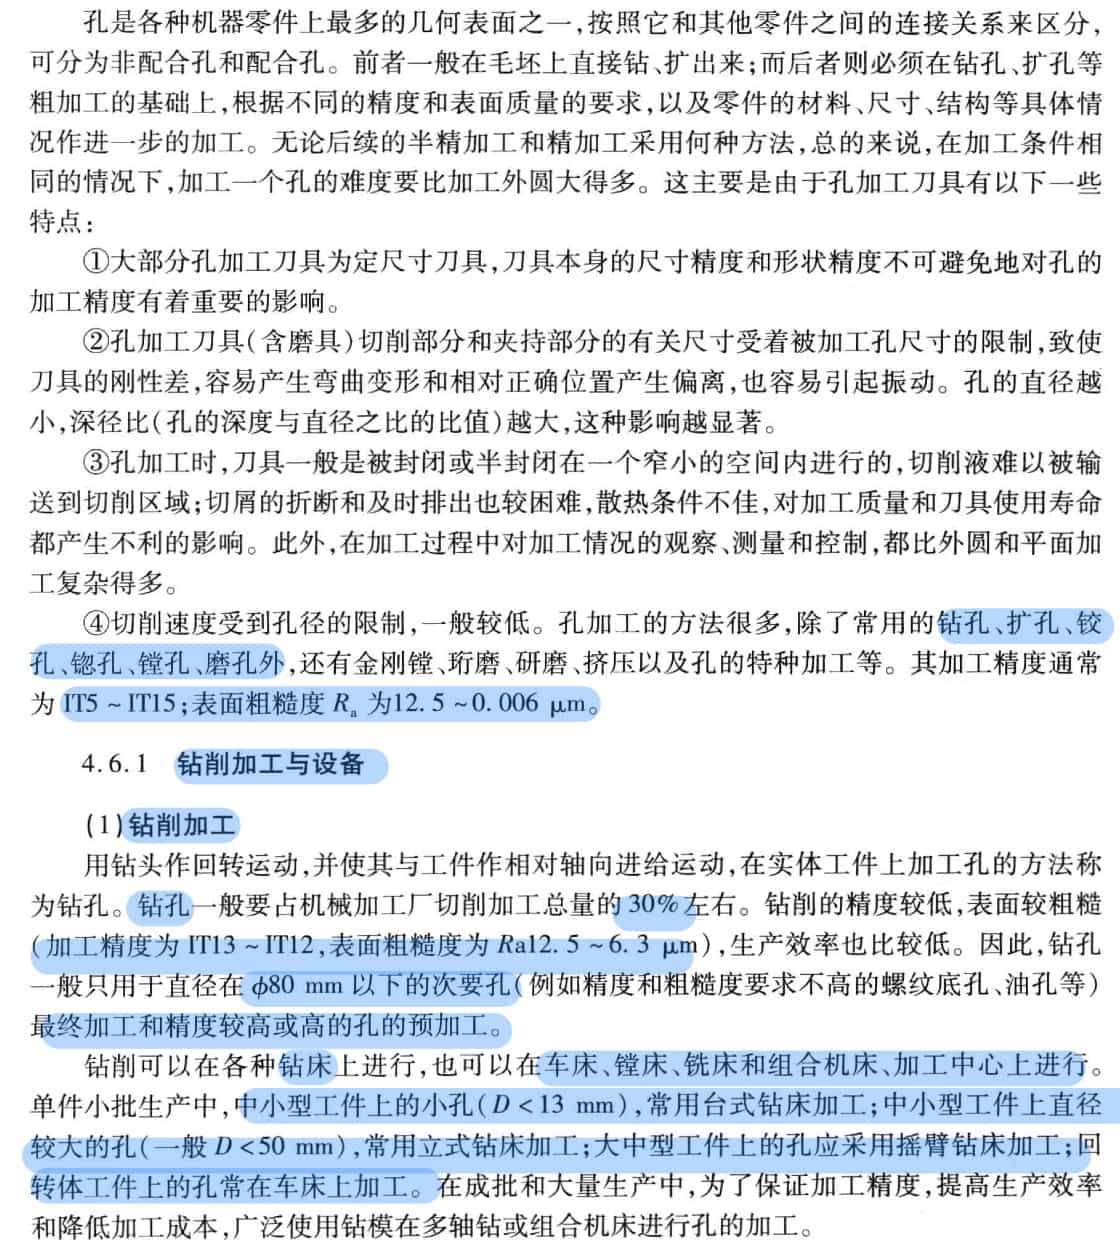 孔是各种机器零件上最多的几何表面之一,按照它和其他零件之间的连接关系来区分,
可分为非配合孔和配合孔。前者一般在毛坯上直接钻、扩出来;而后者则必须在钻孔、扩孔等
粗加工的基础上,根据不同的精度和表面质量的要求,以及零件的材料、尺寸、结构等具体情
况作进一步的加工。无论后续的半精加工和精加工采用何种方法,总的来说,在加工条件相
同的情况下,加工一个孔的难度要比加工外圆大得多。这主要是由于孔加工刀具有以下一些
特点:
①大部分孔加工刀具为定尺寸刀具,刀具本身的尺寸精度和形状精度不可避免地对孔的
加工精度有着重要的影响。
②孔加工刀具(含磨具)切削部分和夹持部分的有关尺寸受着被加工孔尺寸的限制,致使
刀具的刚性差,容易产生弯曲变形和相对正确位置产生偏离,也容易引起振动。孔的直径越
小,深径比(孔的深度与直径之比的比值)越大,这种影响越显著。
③孔加工时,刀具一般是被封闭或半封闭在一个窄小的空间内进行的,切削液难以被输
送到切削区域;切屑的折断和及时排出也较困难,散热条件不佳,对加工质量和刀具使用寿命
都产生不利的影响。此外,在加工过程中对加工情况的观察、测量和控制,都比外圆和平面加
工复杂得多。
④切削速度受到孔径的限制,一般较低。孔加工的方法很多,除了常用的钻孔、扩孔、铰
孔、锪孔、镗孔、磨孔外,还有金刚镗、珩磨、研磨、挤压以及孔的特种加工等。其加工精度通常
为 IT5 ~ IT15;表面粗糙度 Ra 为12.5 ~0.006 μm。
4.6.1 钻削加工与设备
(1)钻削加工
用钻头作回转运动,并使其与工件作相对轴向进给运动,在实体工件上加工孔的方法称
为钻孔。钻孔一般要占机械加工厂切削加工总量的 30%左右。钻削的精度较低,表面较粗糙
(加工精度为 IT13 ~ IT12,表面粗糙度为 Ra12.5 ~ 6.3 μm),生产效率也比较低。因此,钻孔
一般只用于直径在 ϕ80 mm 以下的次要孔(例如精度和粗糙度要求不高的螺纹底孔、油孔等)
最终加工和精度较高或高的孔的预加工。
钻削可以在各种钻床上进行,也可以在车床、镗床、铣床和组合机床、加工中心上进行。
单件小批生产中,中小型工件上的小孔(D < 13 mm),常用台式钻床加工;中小型工件上直径
较大的孔(一般 D < 50 mm),常用立式钻床加工;大中型工件上的孔应采用摇臂钻床加工;回
转体工件上的孔常在车床上加工。在成批和大量生产中,为了保证加工精度,提高生产效率
和降低加工成本,广泛使用钻模在多轴钻或组合机床进行孔的加工。